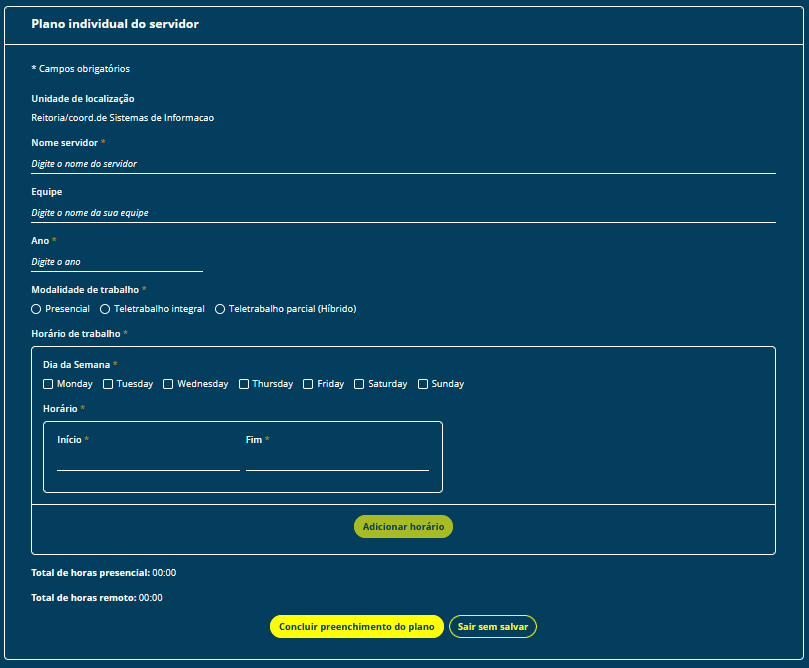 Plano individual do servidor
* Campos obrigatórios
Unidade de localização
Reitoria/coord.de Sistemas de Informacao
Nome servidor *
Digite o nome do servidor
Equipe
Digite o nome da sua equipe
Ano *
Digite o ano
Modalidade de trabalho *
Presencial Teletrabalho integral Teletrabalho parcial (Híbrido)
Horário de trabalho *
Dia da Semana *
Monday Tuesday Wednesday Thursday Friday Saturday Sunday
Horário *
Início * Fim *
Adicionar horário
Total de horas presencial: 00:00
Total de horas remoto: 00:00
Concluir preenchimento do plano Sair sem salvar